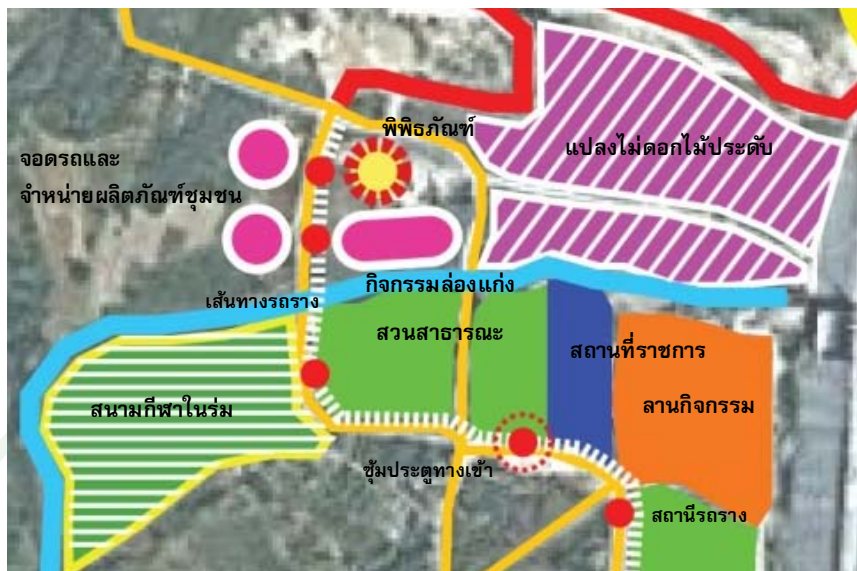 พิพิธภัณฑ์
แปลงไม่ดอกไม้ประดับ
จอดรถและ
จำหน่ายผลิตภัณฑ์ชุมชน
กิจกรรมล่องแก่ง
เส้นทางรถราง
สวนสาธารณะ
สถานที่ราชการ
สนามกีฬาในร่ม
ลานกิจกรรม
ซุ้มประตูทางเข้า
สถานีรถราง